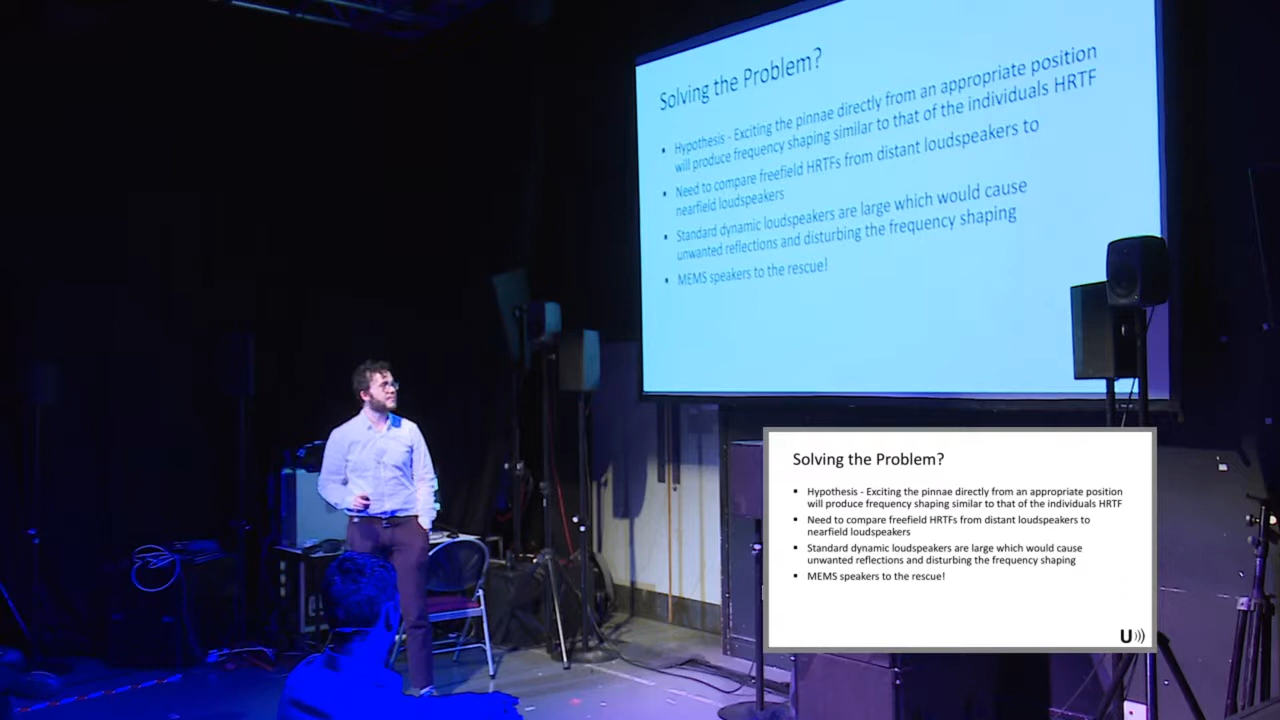 Solving the Problem?
▪ Hypothesis - Exciting the pinnae directly from an appropriate position
will produce frequency shaping similar to that of the individuals HRTF
▪ Need to compare freefield HRTFs from distant loudspeakers to
nearfield loudspeakers
▪ Standard dynamic loudspeakers are large which would cause
unwanted reflections and disturbing the frequency shaping
▪ MEMS speakers to the rescue!
Solving the Problem?
▪ Hypothesis - Exciting the pinnae directly from an appropriate position
will produce frequency shaping similar to that of the individuals HRTF
▪ Need to compare freefield HRTFs from distant loudspeakers to
nearfield loudspeakers
▪ Standard dynamic loudspeakers are large which would cause
unwanted reflections and disturbing the frequency shaping
▪ MEMS speakers to the rescue!
U)))